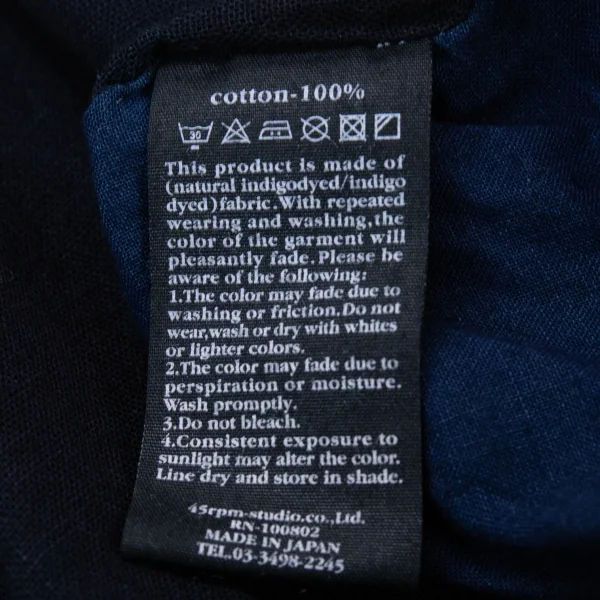 cotton-100%
30
This product is made of
(natural indigodyed/indigo
dyed)fabric.With repeated
wearing and washing,the
color of the garment will
pleasantly fade.Please be
aware of the following:
1.The color may fade due to
washing or friction.Do not
wear,wash or dry with whites
or lighter colors.
2.The color may fade due to
perspiration or moisture.
Wash promptly.
3.Do not bleach.
4.Consistent exposure to
sunlight may alter the color.
Line dry and store in shade.
45rpm-studio.co.,Ltd.
RN-100802
MADE IN JAPAN
TEL.03-3498-2245